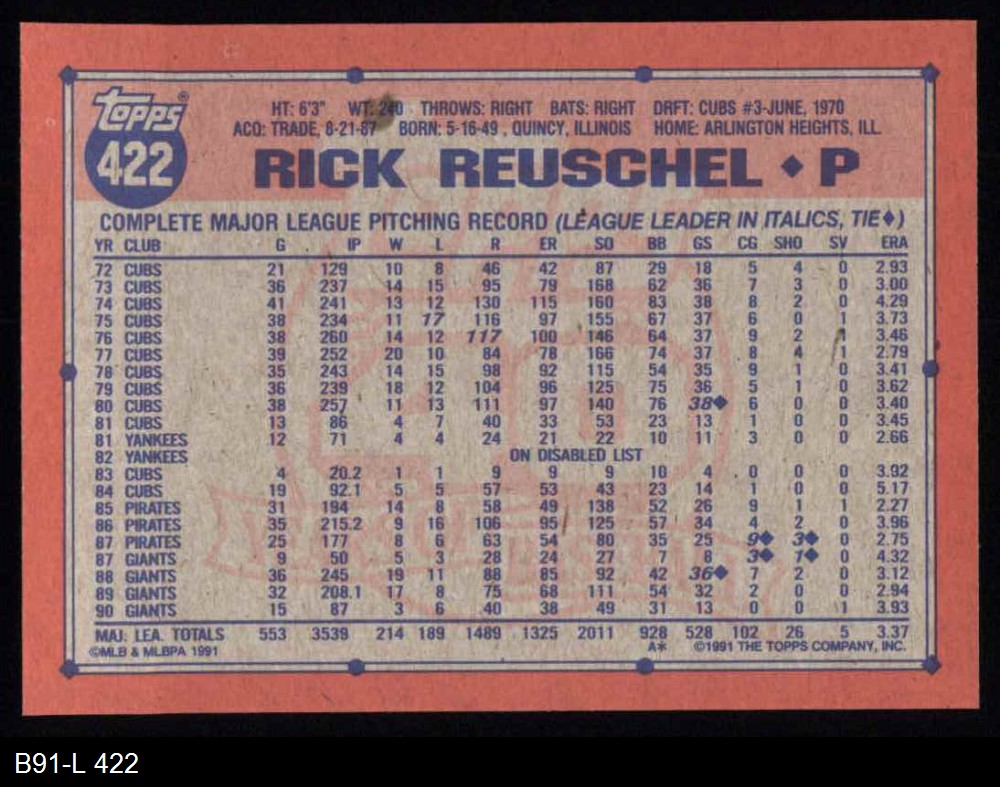 topps®
422
HT: 6'3" WT: 240 THROWS: RIGHT BATS: RIGHT DRFT: CUBS #3-JUNE, 1970
ACQ: TRADE, 8-21-87 BORN: 5-16-49 , QUINCY, ILLINOIS HOME: ARLINGTON HEIGHTS, ILL.
RICK REUSCHEL ♦ P
COMPLETE MAJOR LEAGUE PITCHING RECORD (LEAGUE LEADER IN ITALICS, TIE♦)
YR CLUB G IP W L R ER SO BB GS CG SHO SV ERA
72 CUBS 21 129 10 8 46 42 87 29 18 5 4 0 2.93
73 CUBS 36 237 14 15 95 79 168 62 36 7 3 0 3.00
74 CUBS 41 241 13 12 130 115 160 83 38 8 2 0 4.29
75 CUBS 38 234 11 17 116 97 155 67 37 6 0 1 3.73
76 CUBS 38 260 14 12 117 100 146 64 37 9 2 1 3.46
77 CUBS 39 252 20 10 84 78 166 74 37 8 4 1 2.79
78 CUBS 35 243 14 15 98 92 115 54 35 9 1 0 3.41
79 CUBS 36 239 18 12 104 96 125 75 36 5 1 0 3.62
80 CUBS 38 257 11 13 111 97 140 76 38♦ 6 0 0 3.40
81 CUBS 13 86 4 7 40 33 53 23 13 1 0 0 3.45
81 YANKEES 12 71 4 4 24 21 22 10 11 3 0 0 2.66
82 YANKEES ON DISABLED LIST
83 CUBS 4 20.2 1 1 9 9 9 10 4 0 0 0 3.92
84 CUBS 19 92.1 5 5 57 53 43 23 14 1 0 0 5.17
85 PIRATES 31 194 14 8 58 49 138 52 26 9 1 1 2.27
86 PIRATES 35 215.2 9 16 106 95 125 57 34 4 2 0 3.96
87 PIRATES 25 177 8 6 63 54 80 35 25 9♦ 3♦ 0 2.75
87 GIANTS 9 50 5 3 28 24 27 7 8 3♦ 1♦ 0 4.32
88 GIANTS 36 245 19 11 88 85 92 42 36♦ 7 2 0 3.12
89 GIANTS 32 208.1 17 8 75 68 111 54 32 2 0 0 2.94
90 GIANTS 15 87 3 6 40 38 49 31 13 0 0 1 3.93
MAJ. LEA. TOTALS 553 3539 214 189 1489 1325 2011 928 528 102 26 5 3.37
©MLB & MLBPA 1991 A* ©1991 THE TOPPS COMPANY, INC.
B91-L 422